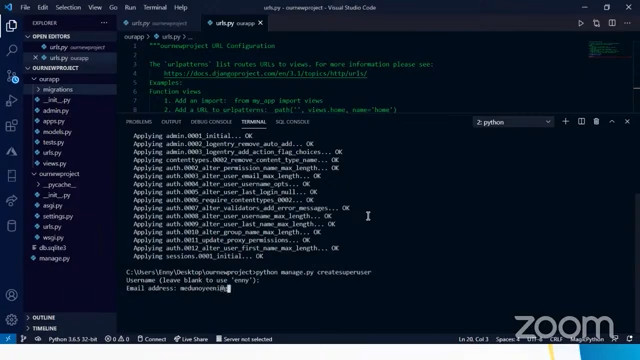 urls.py - ournewproject - Visual Studio Code
File Edit Selection View Go Run Terminal Help
EXPLORER
OPEN EDITORS
urls.py ournewproject
urls.py ourapp
OURNEWPROJECT
ourapp
migrations
__init__.py
admin.py
apps.py
models.py
tests.py
urls.py
views.py
ournewproject
__pycache__
__init__.py
asgi.py
settings.py
urls.py
wsgi.py
db.sqlite3
manage.py
OUTLINE
TIMELINE
urls.py ournewproject
urls.py ourapp
ourapp > urls.py > ...
"""ournewproject URL Configuration
The `urlpatterns` list routes URLs to views. For more information please see:
https://docs.djangoproject.com/en/3.1/topics/http/urls/
Examples:
Function views
1. Add an import: from my_app import views
2. Add a URL to urlpatterns: path('', views.home, name='home')
PROBLEMS OUTPUT DEBUG CONSOLE TERMINAL SQL CONSOLE
2: python
Applying admin.0001_initial... OK
Applying admin.0002_logentry_remove_auto_add... OK
Applying admin.0003_logentry_add_action_flag_choices... OK
Applying contenttypes.0002_remove_content_type_name... OK
Applying auth.0002_alter_permission_name_max_length... OK
Applying auth.0003_alter_user_email_max_length... OK
Applying auth.0004_alter_user_username_opts... OK
Applying auth.0005_alter_user_last_login_null... OK
Applying auth.0006_require_contenttypes_0002... OK
Applying auth.0007_alter_validators_add_error_messages... OK
Applying auth.0008_alter_user_username_max_length... OK
Applying auth.0009_alter_user_last_name_max_length... OK
Applying auth.0010_alter_group_name_max_length... OK
Applying auth.0011_update_proxy_permissions... OK
Applying auth.0012_alter_user_first_name_max_length... OK
Applying sessions.0001_initial... OK
C:\Users\Enny\Desktop\ournewproject>python manage.py createsuperuser
Username (leave blank to use 'enny'):
Email address: medunoyeeni@g
Python 3.6.5 32-bit 0 0 Connect Live Share Server not selected
Ln 20, Col 3 Spaces: 4 UTF-8 CRLF MagicPython
zoom